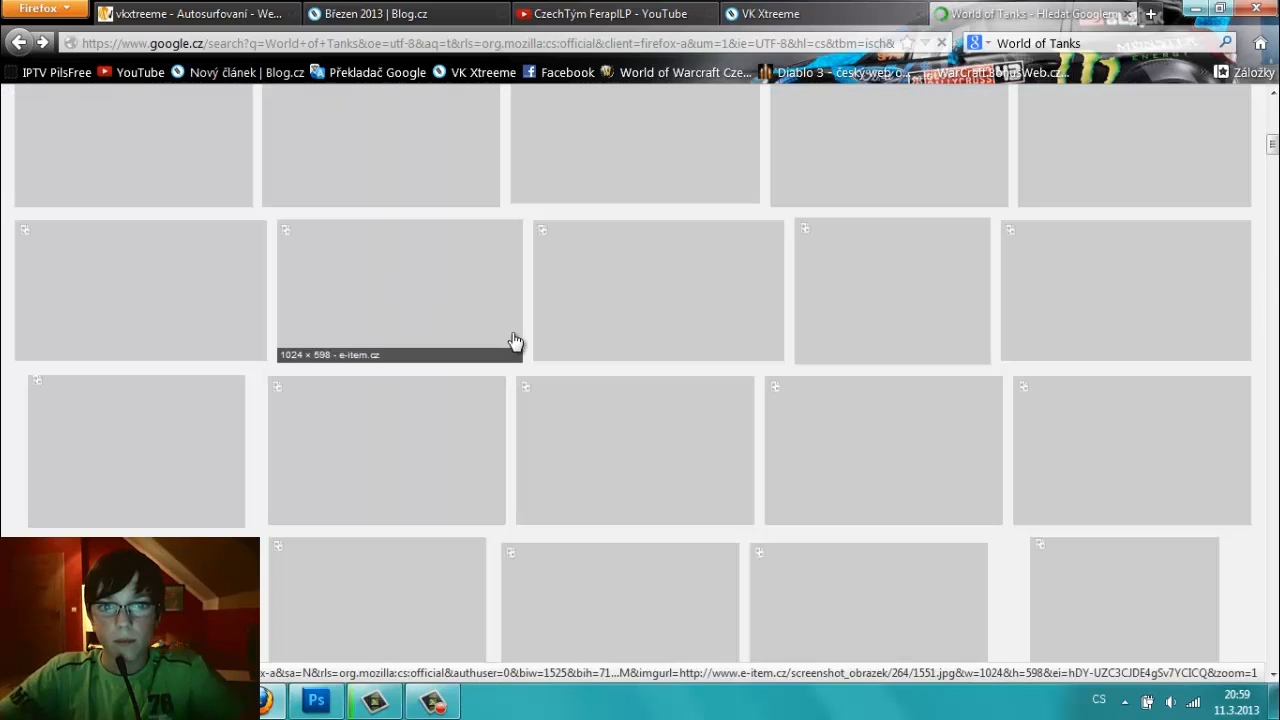 Firefox
vkxtreeme - Autosurfovaní - We...
Březen 2013 | Blog.cz
CzechTým FerapILP - YouTube
VK Xtreeme
World of Tanks - Hledat Googlem
https://www.google.cz/search?q=World+of+Tanks&oe=utf-8&aq=t&rls=org.mozilla:cs:official&client=firefox-a&um=1&ie=UTF-8&hl=cs&tbm=isch&
World of Tanks
IPTV PilsFree
YouTube
Nový článek | Blog.cz
Překladač Google
VK Xtreeme
Facebook
World of Warcraft Cze...
Diablo 3 - český web o...
WarCraft.BonusWeb.cz...
Záložky
1024 × 598 - e-item.cz
x-a&sa=N&rls=org.mozilla:cs:official&authuser=0&biw=1525&bih=71...M&imgurl=http://www.e-item.cz/screenshot_obrazek/264/1551.jpg&w=1024&h=598&ei=hDY-UZC3CJDE4gSv7YCICQ&zoom=1
Ps
CS
20:59
11.3.2013